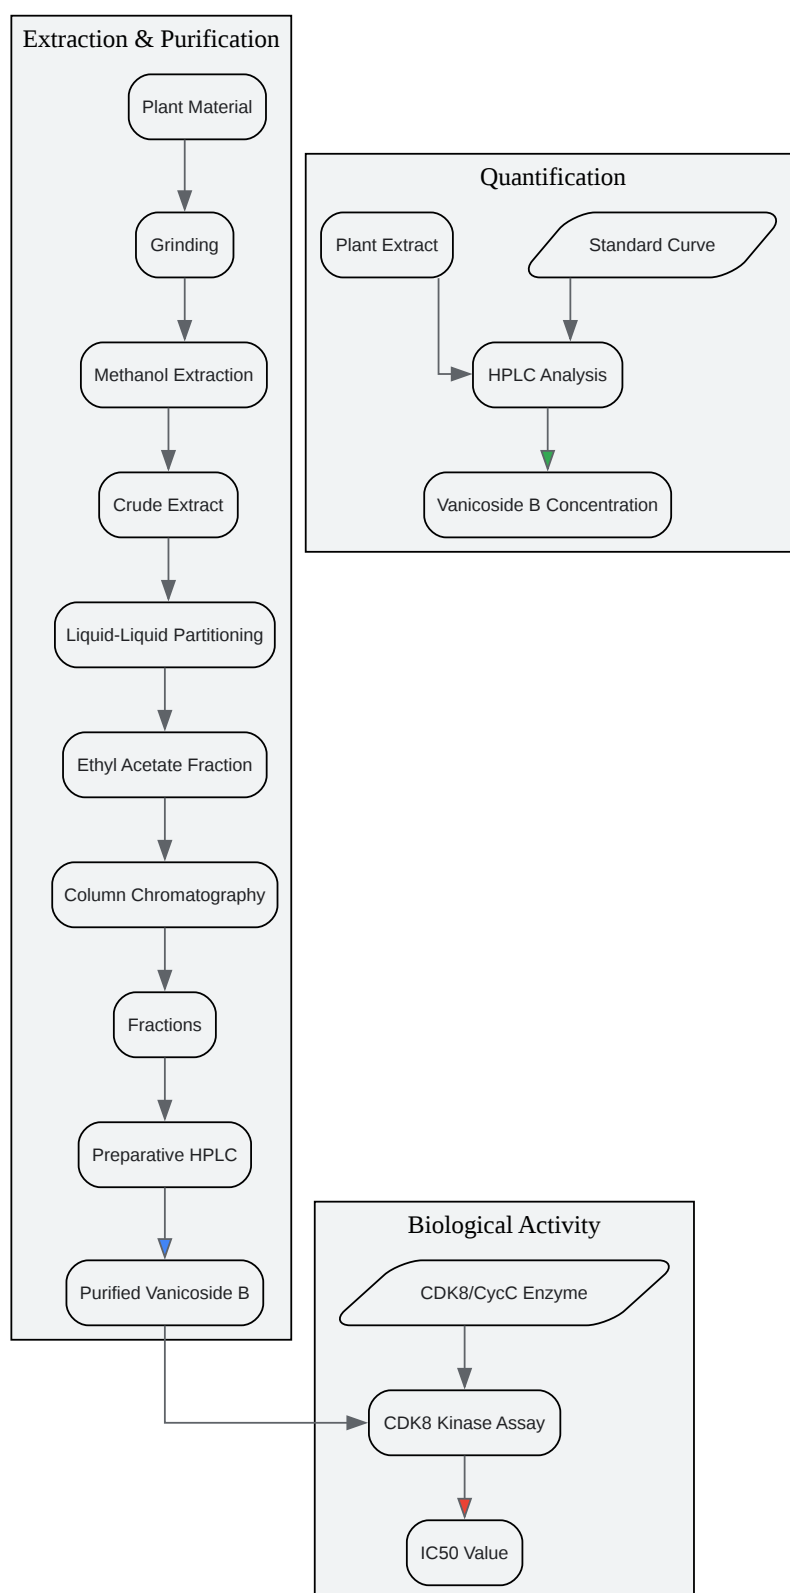 Extraction & Purification
Plant Material
Grinding
Methanol Extraction
Crude Extract
Liquid-Liquid Partitioning
Ethyl Acetate Fraction
Column Chromatography
Fractions
Preparative HPLC
Purified Vanicoside B
Quantification
Plant Extract
Standard Curve
HPLC Analysis
Vanicoside B Concentration
Biological Activity
CDK8/CycC Enzyme
CDK8 Kinase Assay
IC50 Value